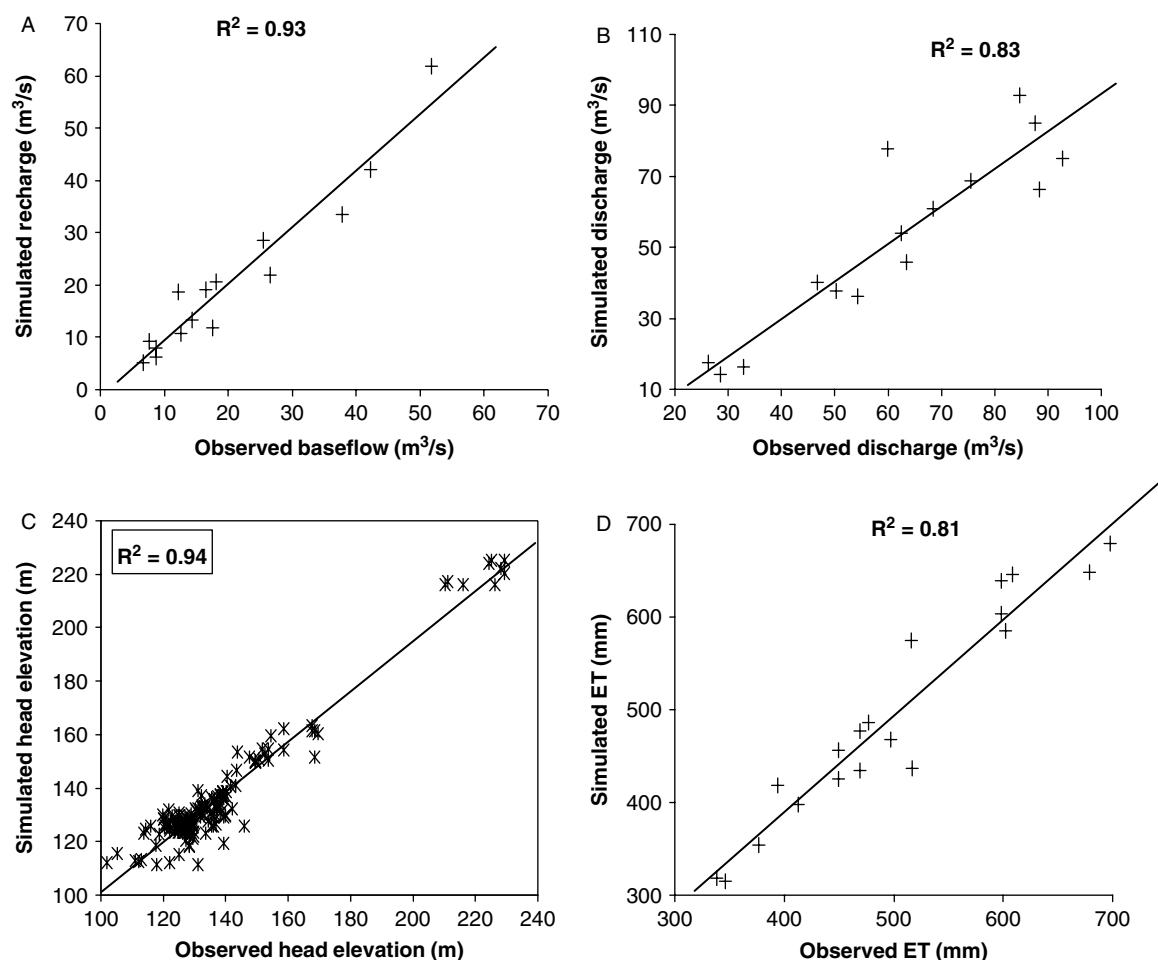 A
R² = 0.93
Simulated recharge (m³/s)
70
60
50
40
30
20
10
0
0 10 20 30 40 50 60 70
Observed baseflow (m³/s)
B
R² = 0.83
Simulated discharge (m³/s)
110
90
70
50
30
10
20 30 40 50 60 70 80 90 100
Observed discharge (m³/s)
C
R² = 0.94
Simulated head elevation (m)
240
220
200
180
160
140
120
100
100 120 140 160 180 200 220 240
Observed head elevation (m)
D
R² = 0.81
Simulated ET (mm)
700
600
500
400
300
300 400 500 600 700
Observed ET (mm)